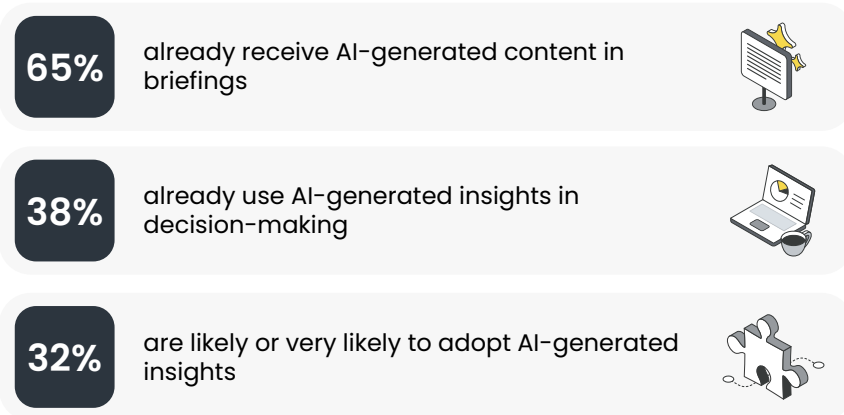 65%
already receive AI-generated content in
briefings
38%
already use AI-generated insights in
decision-making
32%
are likely or very likely to adopt AI-generated
insights